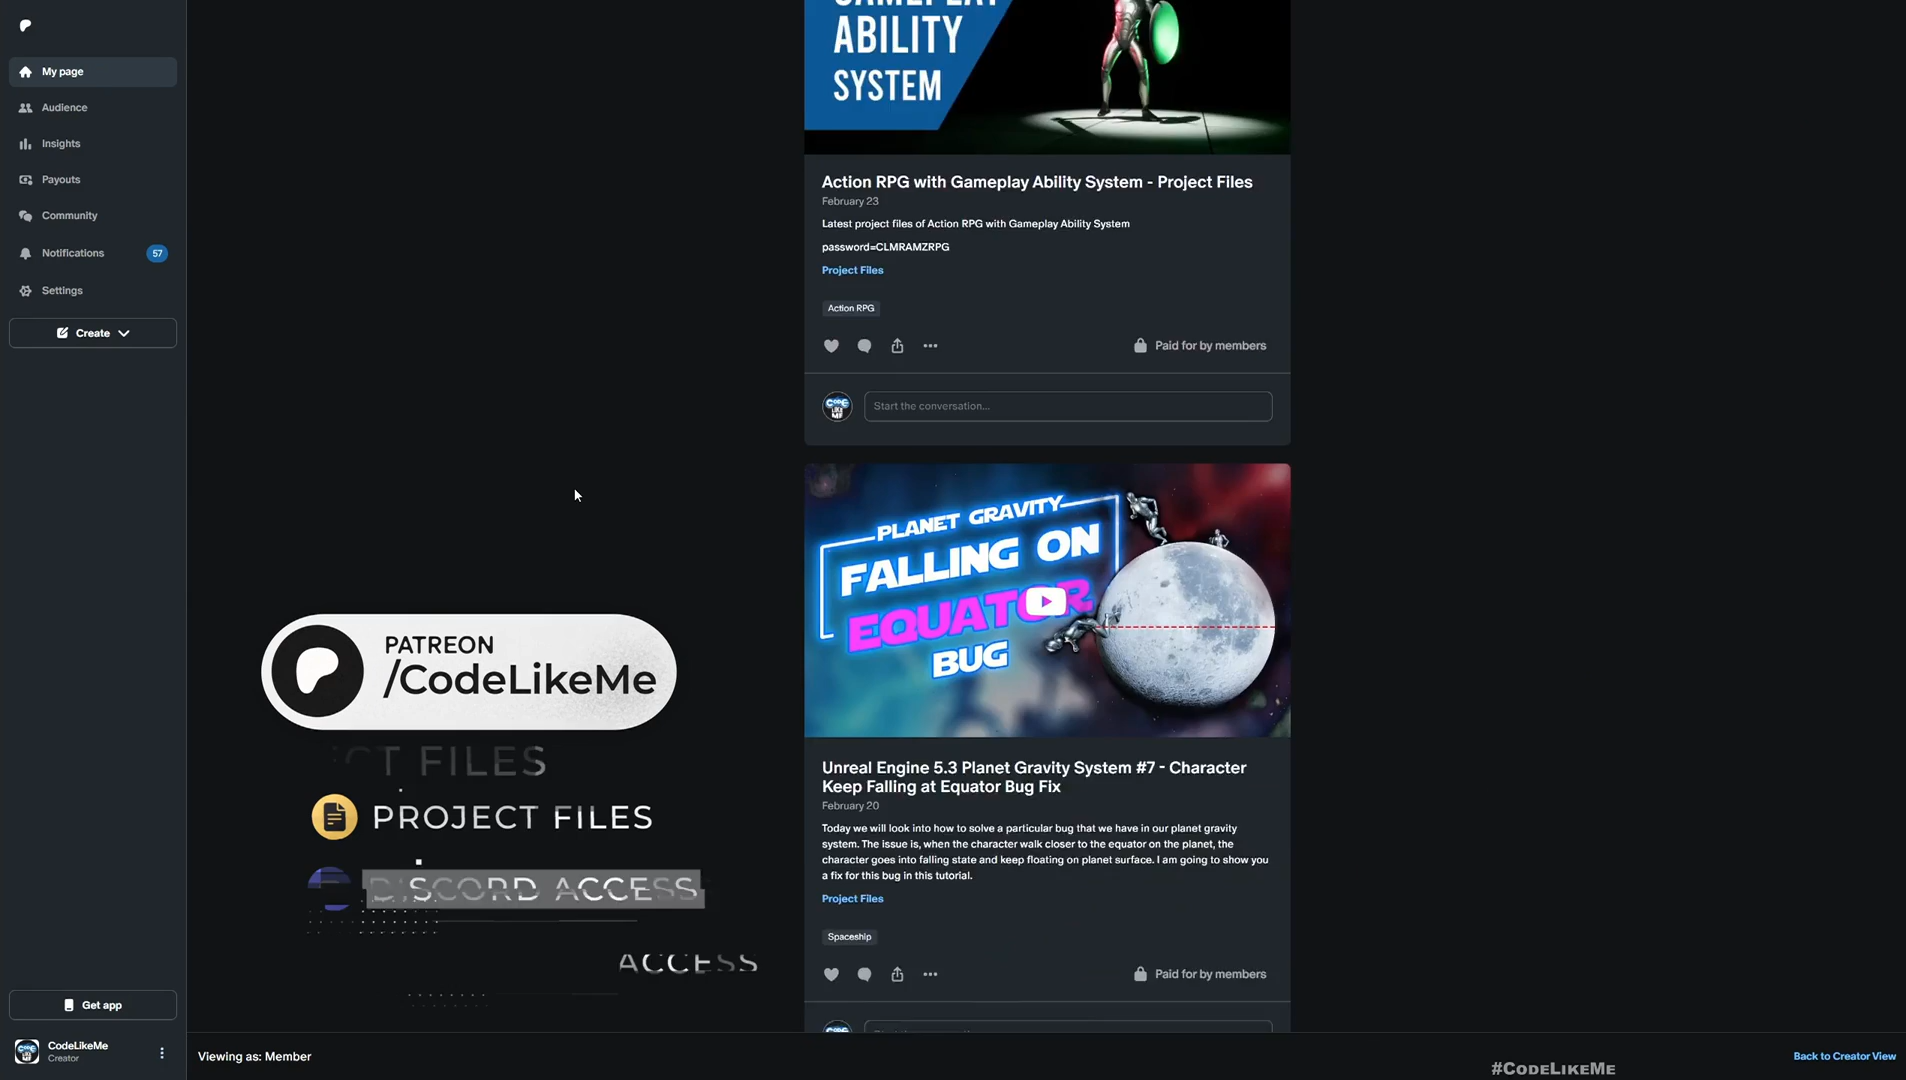 My page
Audience
Insights
Payouts
Community
Notifications
57
Settings
Create
Get app
CodeLikeMe
Creator
ABILITY
SYSTEM
Action RPG with Gameplay Ability System - Project Files
February 23
Latest project files of Action RPG with Gameplay Ability System
password=CLMRAMZRPG
Project Files
Action RPG
Paid for by members
CODE
LIKE
ME
Start the conversation...
PLANET GRAVITY
FALLING ON
EQUATOR
BUG
Unreal Engine 5.3 Planet Gravity System #7 - Character
Keep Falling at Equator Bug Fix
February 20
Today we will look into how to solve a particular bug that we have in our planet gravity
system. The issue is, when the character walk closer to the equator on the planet, the
character goes into falling state and keep floating on planet surface. I am going to show you
a fix for this bug in this tutorial.
Project Files
Spaceship
Paid for by members
PATREON
/CodeLikeMe
CT FILES
PROJECT FILES
DISCORD ACCESS
ACCESS
Viewing as: Member
#CODELIKEME
Back to Creator View